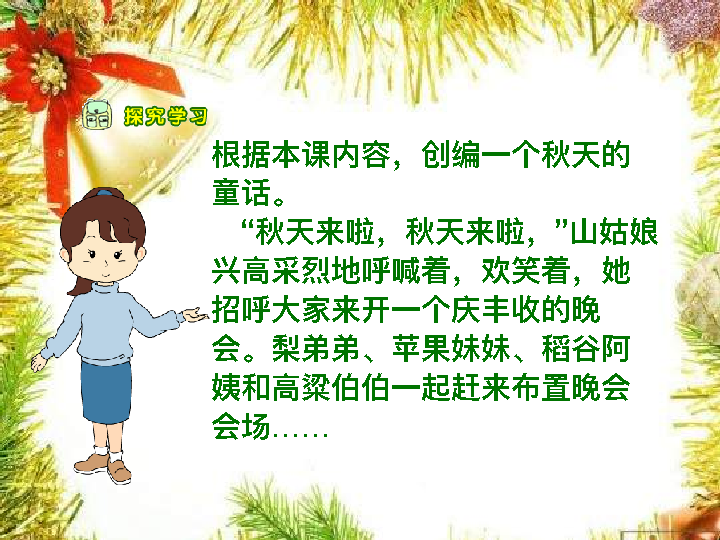 探究学习
根据本课内容，创编一个秋天的
童话。
“秋天来啦，秋天来啦，”山姑娘
兴高采烈地呼喊着，欢笑着，她
招呼大家来开一个庆丰收的晚
会。梨弟弟、苹果妹妹、稻谷阿
姨和高粱伯伯一起赶来布置晚会
会场……